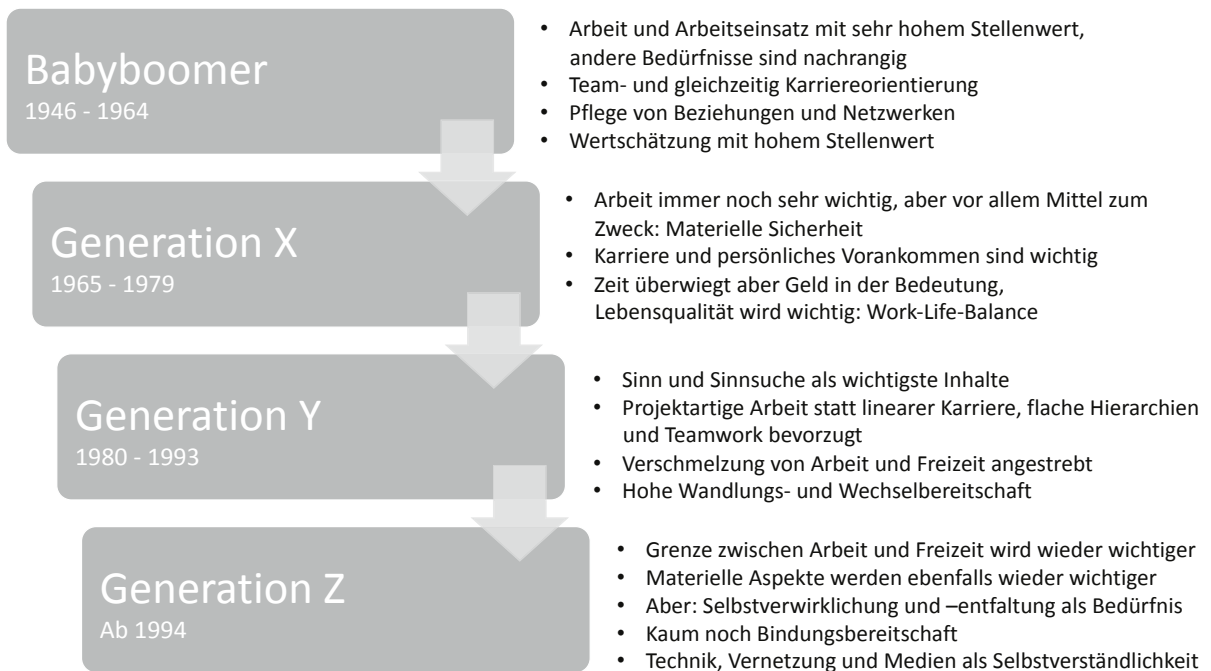 Babyboomer
1946 - 1964
• Arbeit und Arbeitseinsatz mit sehr hohem Stellenwert,
andere Bedürfnisse sind nachrangig
• Team- und gleichzeitig Karriereorientierung
• Pflege von Beziehungen und Netzwerken
• Wertschätzung mit hohem Stellenwert
Generation X
1965 - 1979
• Arbeit immer noch sehr wichtig, aber vor allem Mittel zum
Zweck: Materielle Sicherheit
• Karriere und persönliches Vorankommen sind wichtig
• Zeit überwiegt aber Geld in der Bedeutung,
Lebensqualität wird wichtig: Work-Life-Balance
Generation Y
1980 - 1993
• Sinn und Sinnsuche als wichtigste Inhalte
• Projektartige Arbeit statt linearer Karriere, flache Hierarchien
und Teamwork bevorzugt
• Verschmelzung von Arbeit und Freizeit angestrebt
• Hohe Wandlungs- und Wechselbereitschaft
Generation Z
Ab 1994
• Grenze zwischen Arbeit und Freizeit wird wieder wichtiger
• Materielle Aspekte werden ebenfalls wieder wichtiger
• Aber: Selbstverwirklichung und –entfaltung als Bedürfnis
• Kaum noch Bindungsbereitschaft
• Technik, Vernetzung und Medien als Selbstverständlichkeit